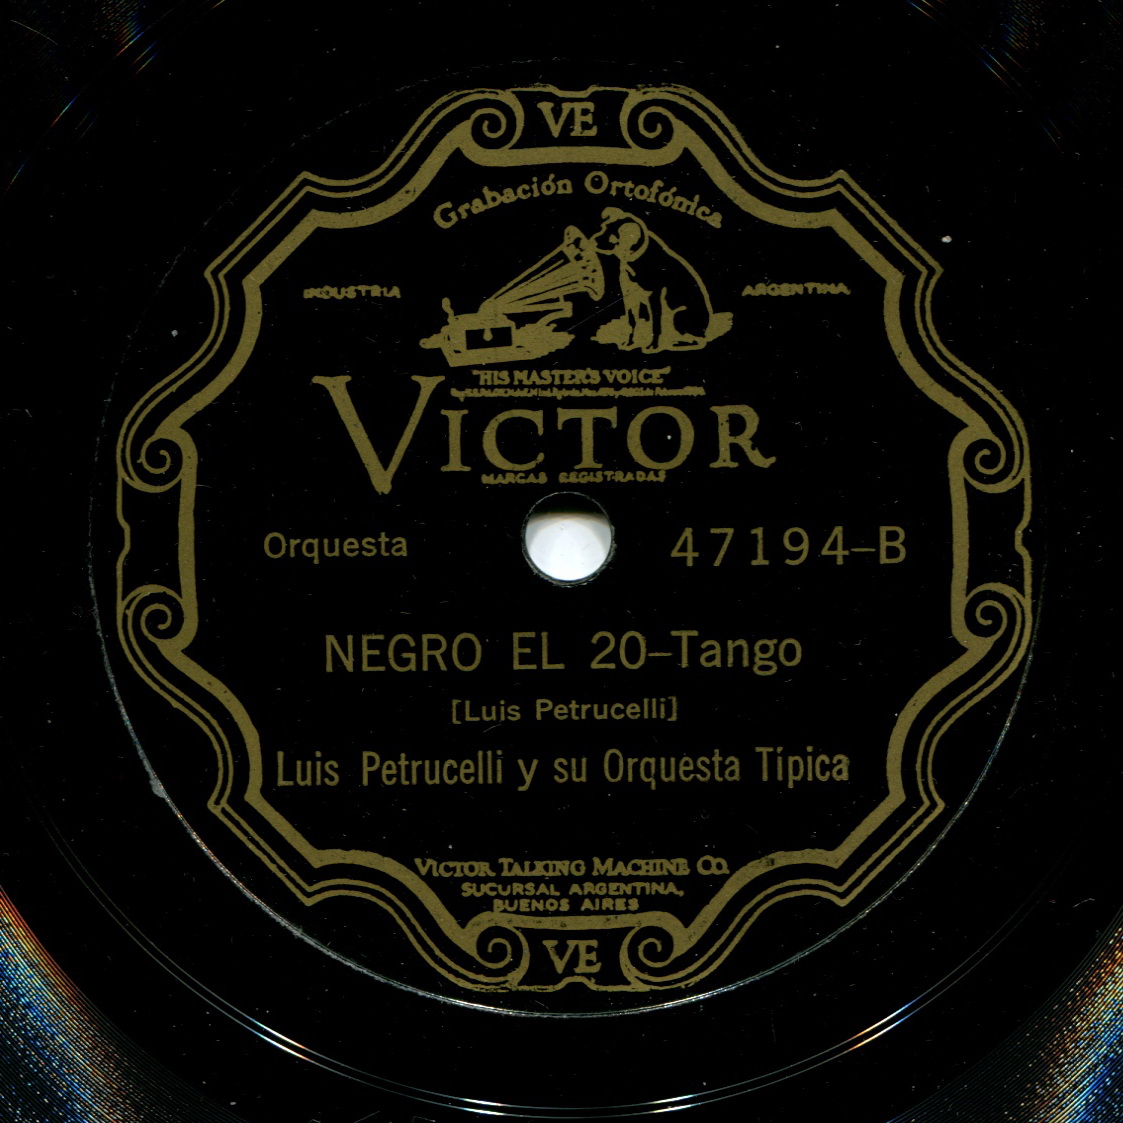 VE
Grabación Ortofónica
INDUSTRIA
ARGENTINA
"HIS MASTER'S VOICE"
VICTOR
MARCAS REGISTRADAS
Orquesta
47194-B
NEGRO EL 20-Tango
[Luis Petrucelli]
Luis Petrucelli y su Orquesta Típica
VICTOR TALKING MACHINE CO.
SUCURSAL ARGENTINA,
BUENOS AIRES
VE